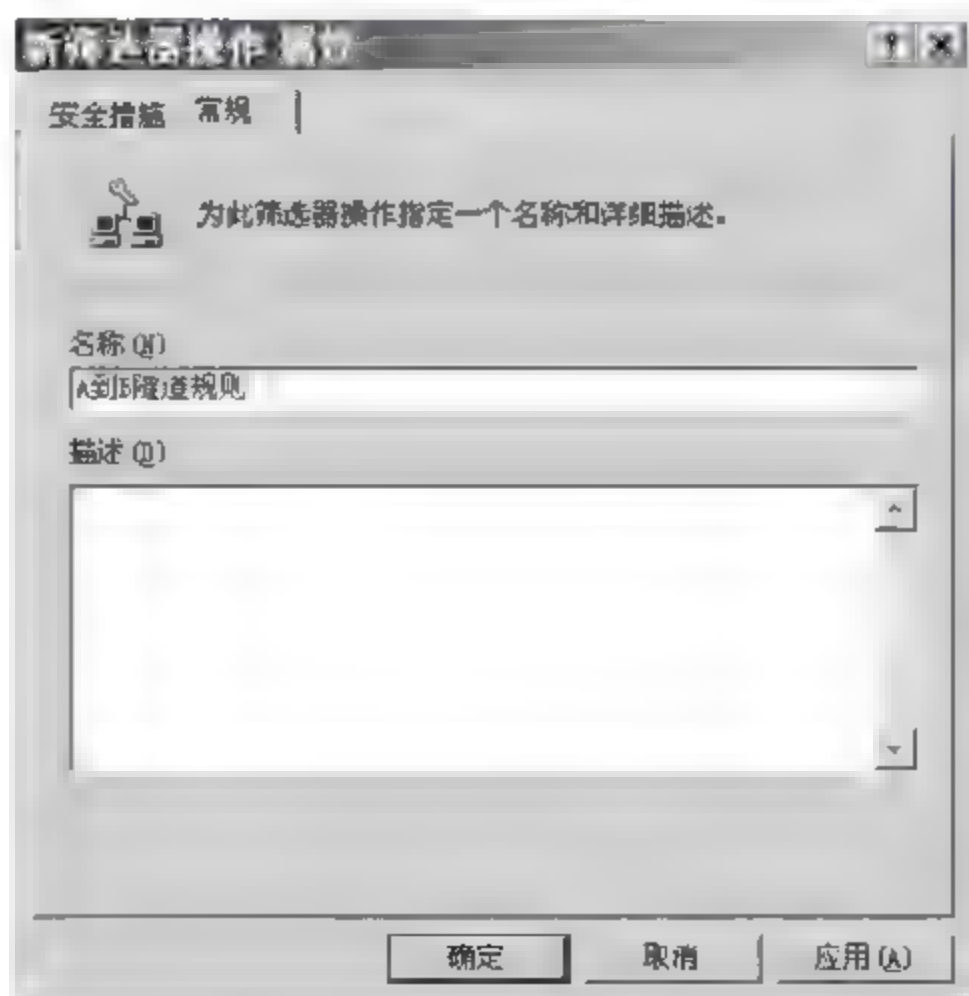 新筛选器操作 属性
安全措施 常规
为此筛选器操作指定一个名称和详细描述。
名称(N)
A到B隧道规则
描述(D)
确定 取消 应用(A)